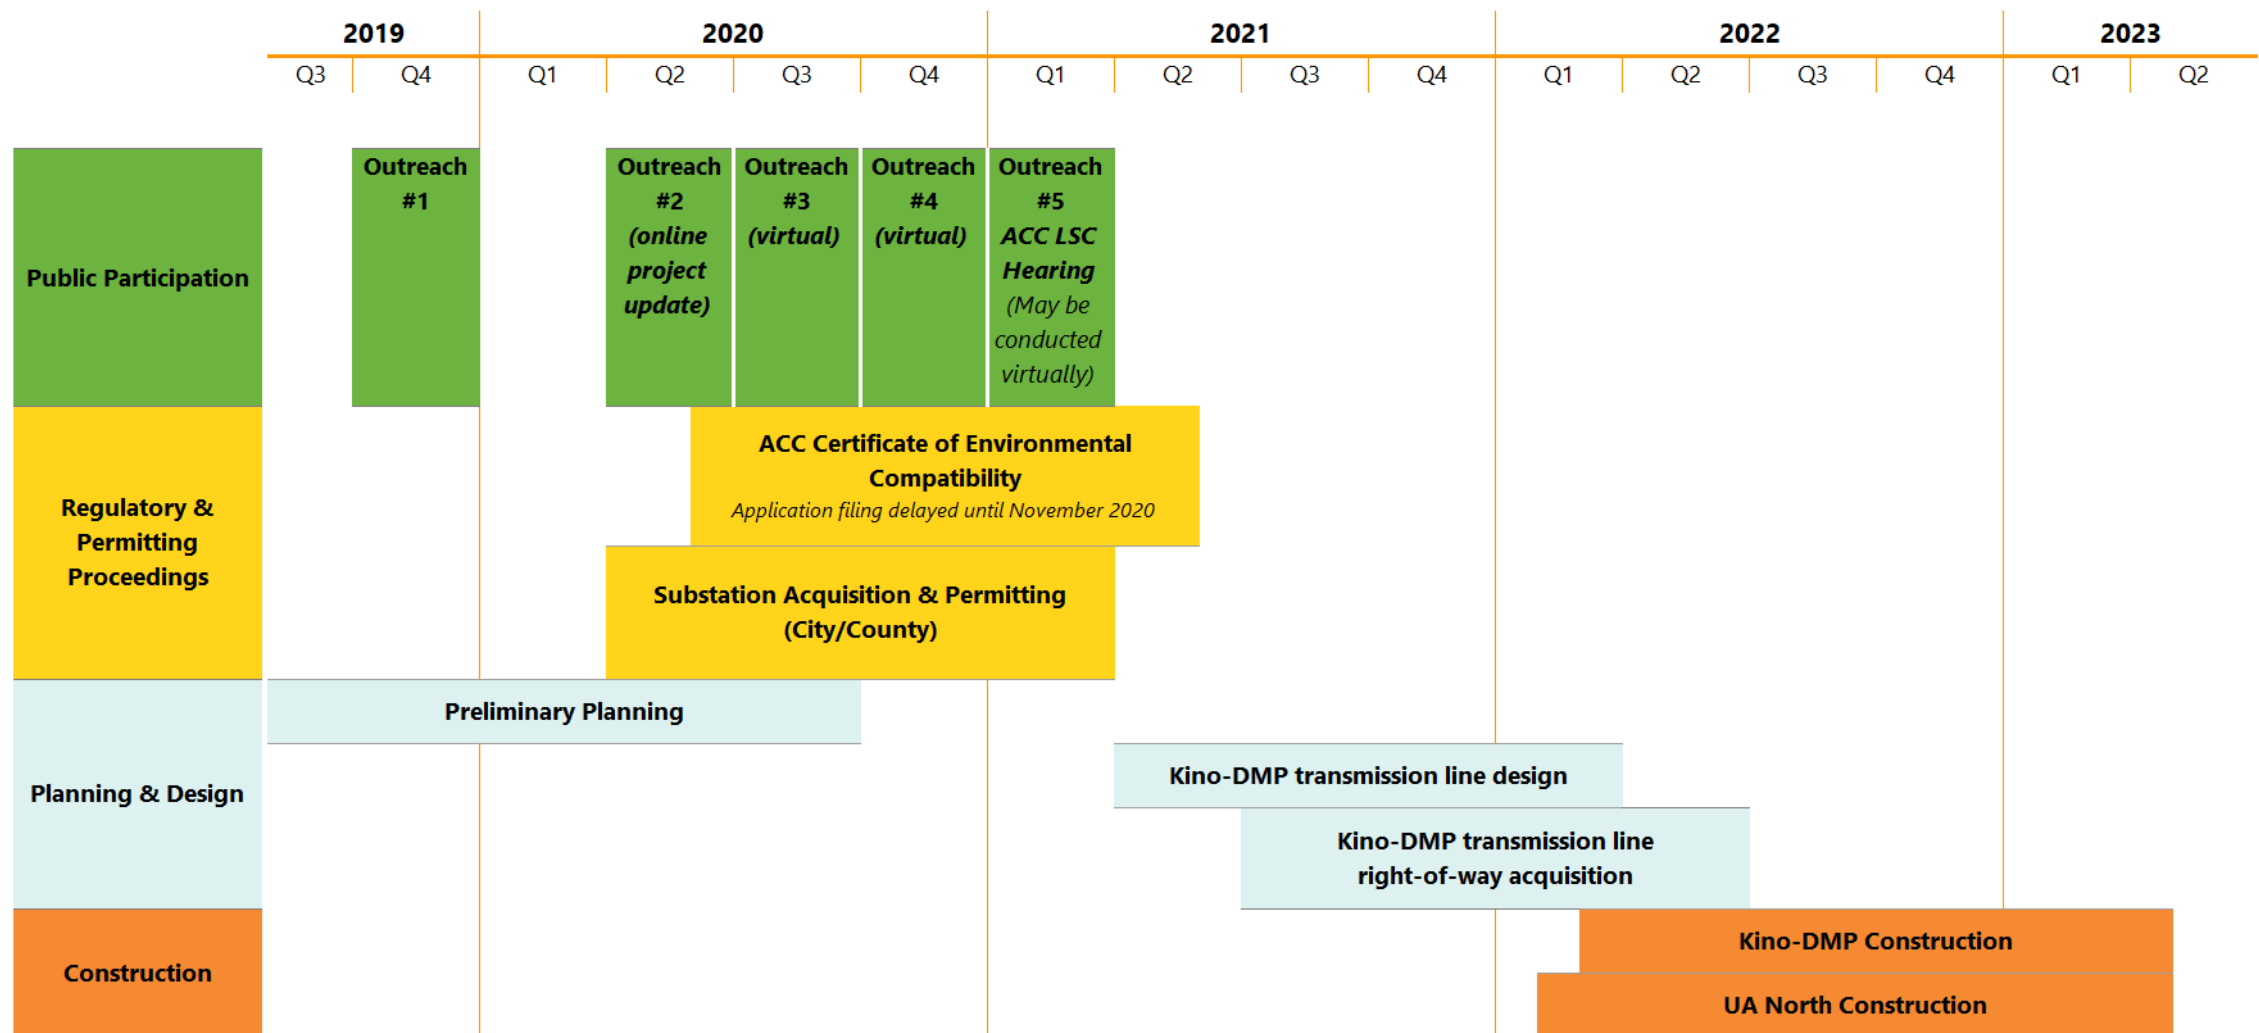 2019
2020
2021
2022
2023
Q3
Q4
Q1
Q2
Q3
Q4
Q1
Q2
Q3
Q4
Q1
Q2
Q3
Q4
Q1
Q2
Public Participation
Outreach
#1
Outreach
#2
(online
project
update)
Outreach
#3
(virtual)
Outreach
#4
(virtual)
Outreach
#5
ACC LSC
Hearing
(May be
conducted
virtually)
Regulatory &
Permitting
Proceedings
ACC Certificate of Environmental
Compatibility
Application filing delayed until November 2020
Substation Acquisition & Permitting
(City/County)
Planning & Design
Preliminary Planning
Kino-DMP transmission line design
Kino-DMP transmission line
right-of-way acquisition
Construction
Kino-DMP Construction
UA North Construction